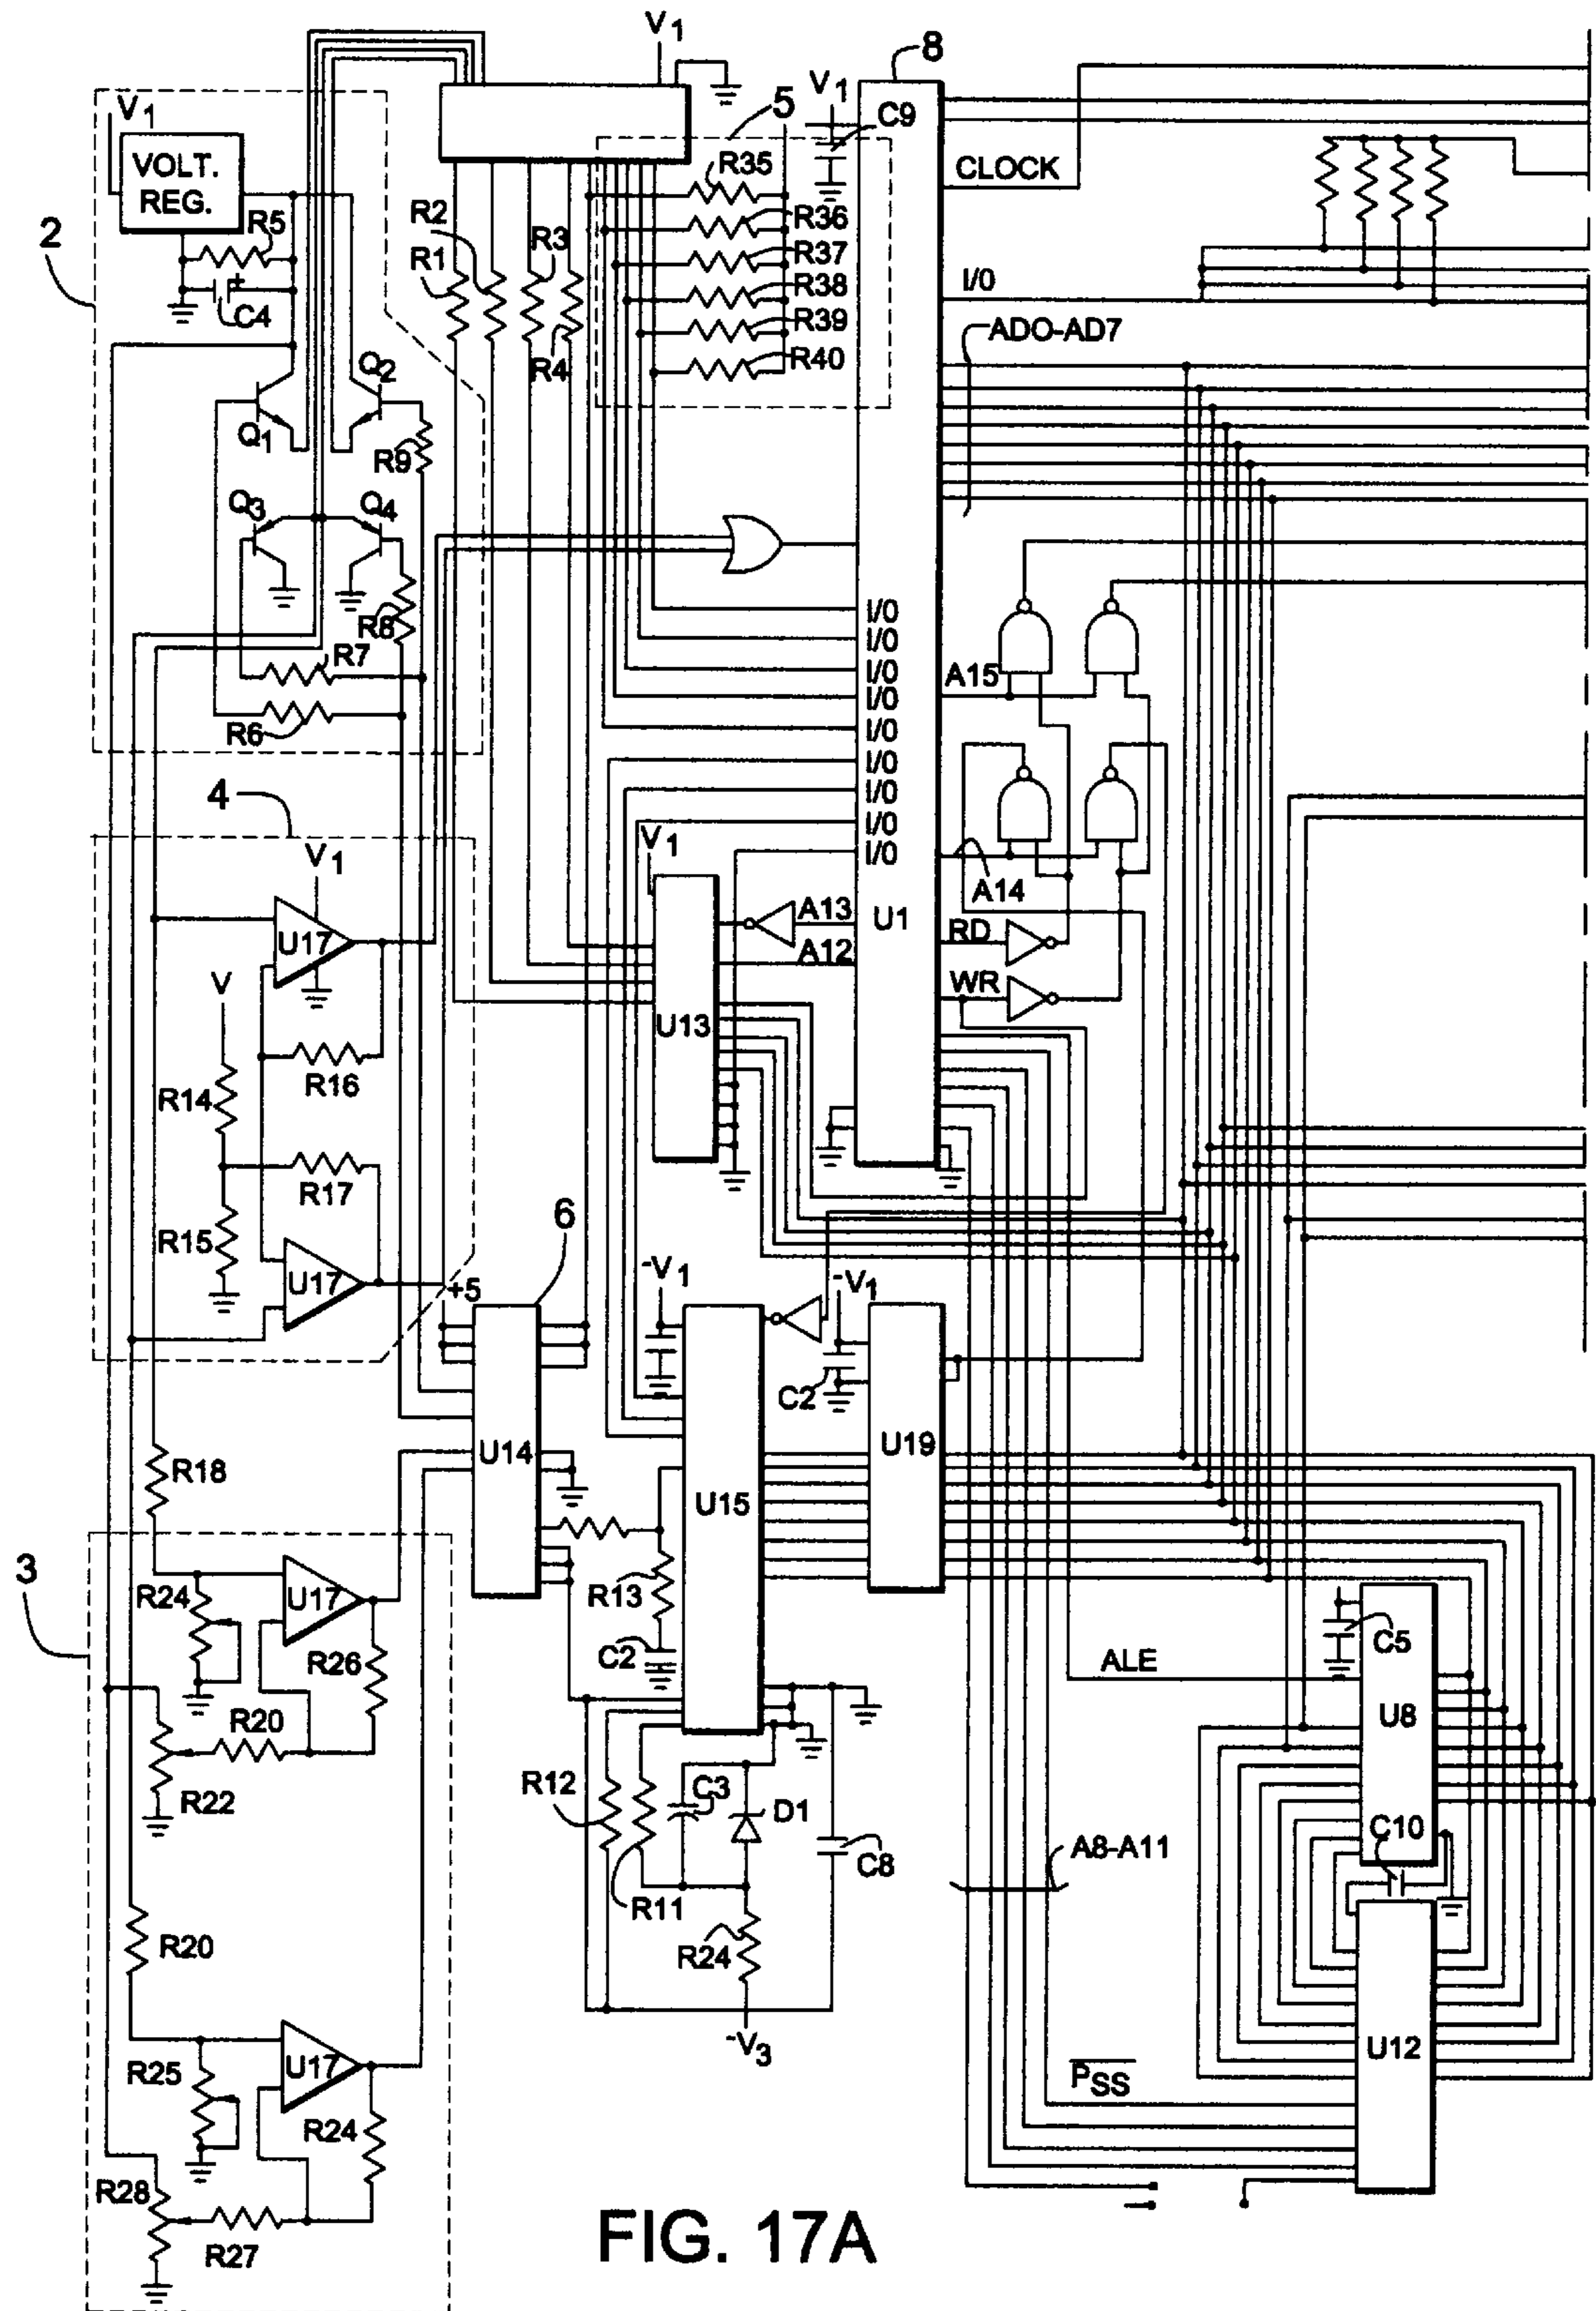 V1
8
V1
V1
5
C9
VOLT.
REG.
R35
CLOCK
R5
R2
R36
2
R1
R3
R37
I/0
R38
C4
R39
ADO-AD7
R4
R40
Q2
Q1
R9
Q3
Q4
I/0
R8
I/0
R7
I/0
A15
I/0
R6
I/0
I/0
4
I/0
I/0
V1
V1
I/0
A14
U17
A13
U1
RD
V
A12
WR
U13
R16
R14
R17
6
R15
U17
-V1
-V1
+5
C2
U14
U19
R18
U15
3
R24
U17
R13
C5
R26
C2
ALE
U8
R20
R12
C3
D1
R22
C10
C8
A8-A11
R11
R20
R24
-V3
U12
R25
U17
PSS
R24
R28
R27
FIG. 17A